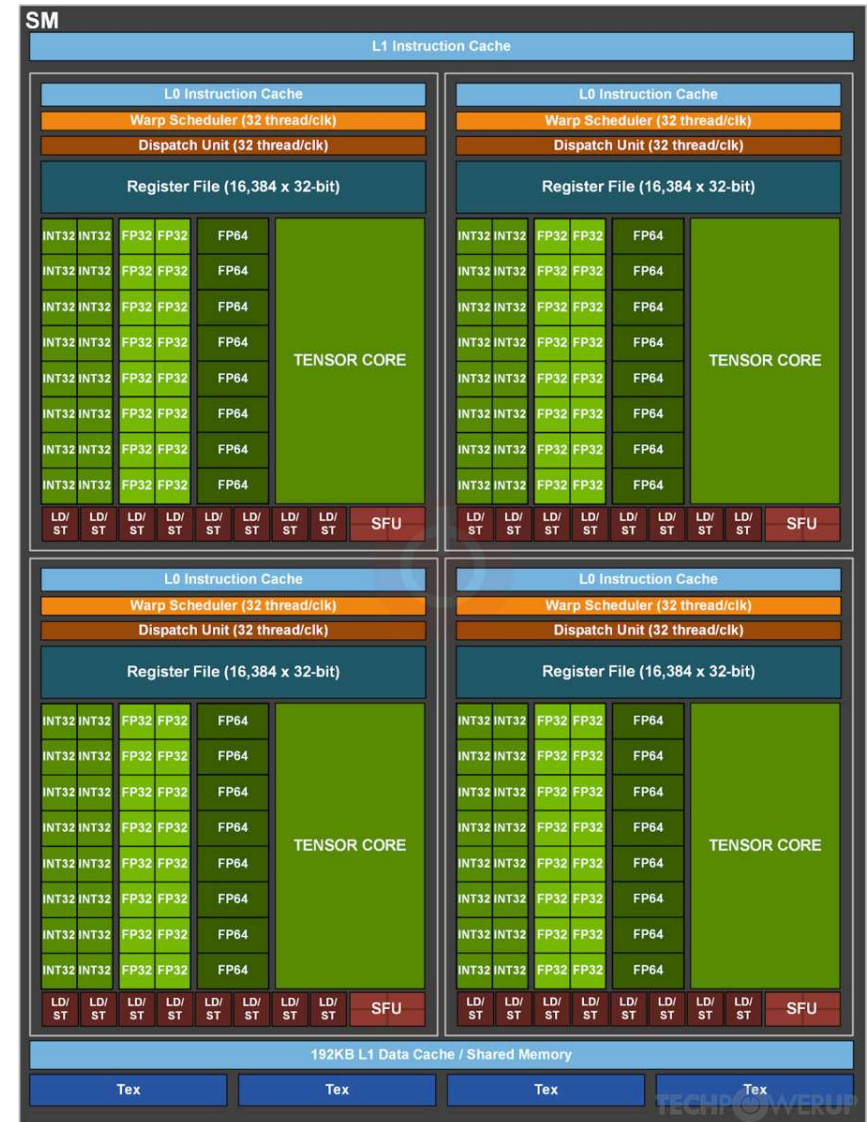 SM
L1 Instruction Cache
L0 Instruction Cache
Warp Scheduler (32 thread/clk)
Dispatch Unit (32 thread/clk)
Register File (16,384 x 32-bit)
INT32 INT32 FP32 FP32 FP64
INT32 INT32 FP32 FP32 FP64
INT32 INT32 FP32 FP32 FP64
INT32 INT32 FP32 FP32 FP64
TENSOR CORE
INT32 INT32 FP32 FP32 FP64
INT32 INT32 FP32 FP32 FP64
INT32 INT32 FP32 FP32 FP64
INT32 INT32 FP32 FP32 FP64
LD/ LD/ LD/ LD/ LD/ LD/ LD/ LD/
ST ST ST ST ST ST ST ST
SFU
L0 Instruction Cache
Warp Scheduler (32 thread/clk)
Dispatch Unit (32 thread/clk)
Register File (16,384 x 32-bit)
INT32 INT32 FP32 FP32 FP64
INT32 INT32 FP32 FP32 FP64
INT32 INT32 FP32 FP32 FP64
INT32 INT32 FP32 FP32 FP64
TENSOR CORE
INT32 INT32 FP32 FP32 FP64
INT32 INT32 FP32 FP32 FP64
INT32 INT32 FP32 FP32 FP64
INT32 INT32 FP32 FP32 FP64
LD/ LD/ LD/ LD/ LD/ LD/ LD/ LD/
ST ST ST ST ST ST ST ST
SFU
L0 Instruction Cache
Warp Scheduler (32 thread/clk)
Dispatch Unit (32 thread/clk)
Register File (16,384 x 32-bit)
INT32 INT32 FP32 FP32 FP64
INT32 INT32 FP32 FP32 FP64
INT32 INT32 FP32 FP32 FP64
INT32 INT32 FP32 FP32 FP64
TENSOR CORE
INT32 INT32 FP32 FP32 FP64
INT32 INT32 FP32 FP32 FP64
INT32 INT32 FP32 FP32 FP64
INT32 INT32 FP32 FP32 FP64
LD/ LD/ LD/ LD/ LD/ LD/ LD/ LD/
ST ST ST ST ST ST ST ST
SFU
L0 Instruction Cache
Warp Scheduler (32 thread/clk)
Dispatch Unit (32 thread/clk)
Register File (16,384 x 32-bit)
INT32 INT32 FP32 FP32 FP64
INT32 INT32 FP32 FP32 FP64
INT32 INT32 FP32 FP32 FP64
INT32 INT32 FP32 FP32 FP64
TENSOR CORE
INT32 INT32 FP32 FP32 FP64
INT32 INT32 FP32 FP32 FP64
INT32 INT32 FP32 FP32 FP64
INT32 INT32 FP32 FP32 FP64
LD/ LD/ LD/ LD/ LD/ LD/ LD/ LD/
ST ST ST ST ST ST ST ST
SFU
192KB L1 Data Cache / Shared Memory
Tex Tex Tex Tex
TECHPOWERUP